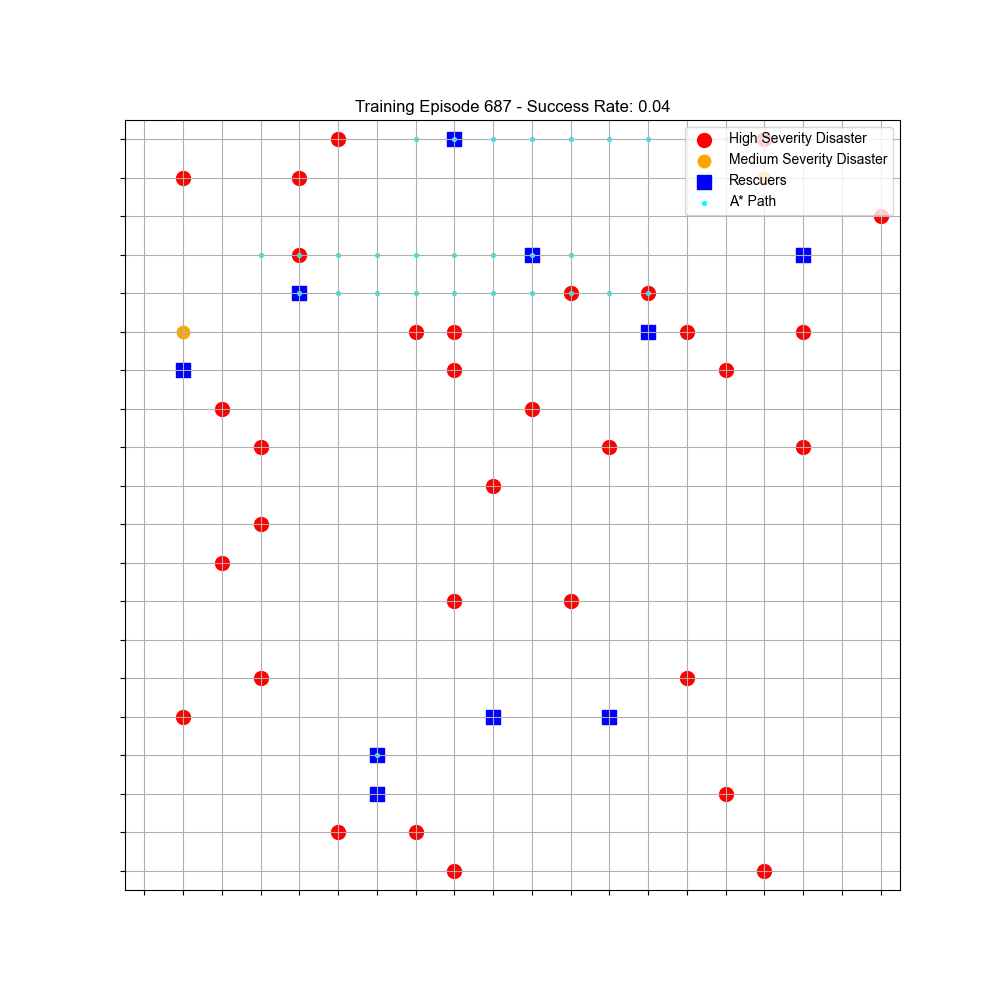 Training Episode 687 - Success Rate: 0.04
High Severity Disaster
Medium Severity Disaster
Rescuers
A* Path